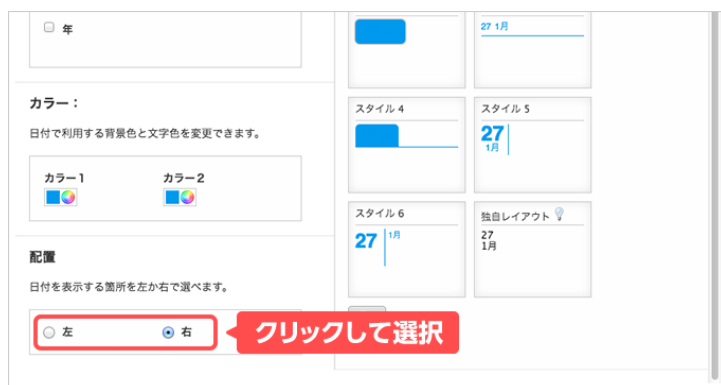 年
カラー：
日付で利用する背景色と文字色を変更できます。
カラー1
カラー2
配置
日付を表示する箇所を左か右で選べます。
左
右
クリックして選択
27 1月
スタイル 4
スタイル 5
27
1月
スタイル 6
27 1月
独自レイアウト
27
1月